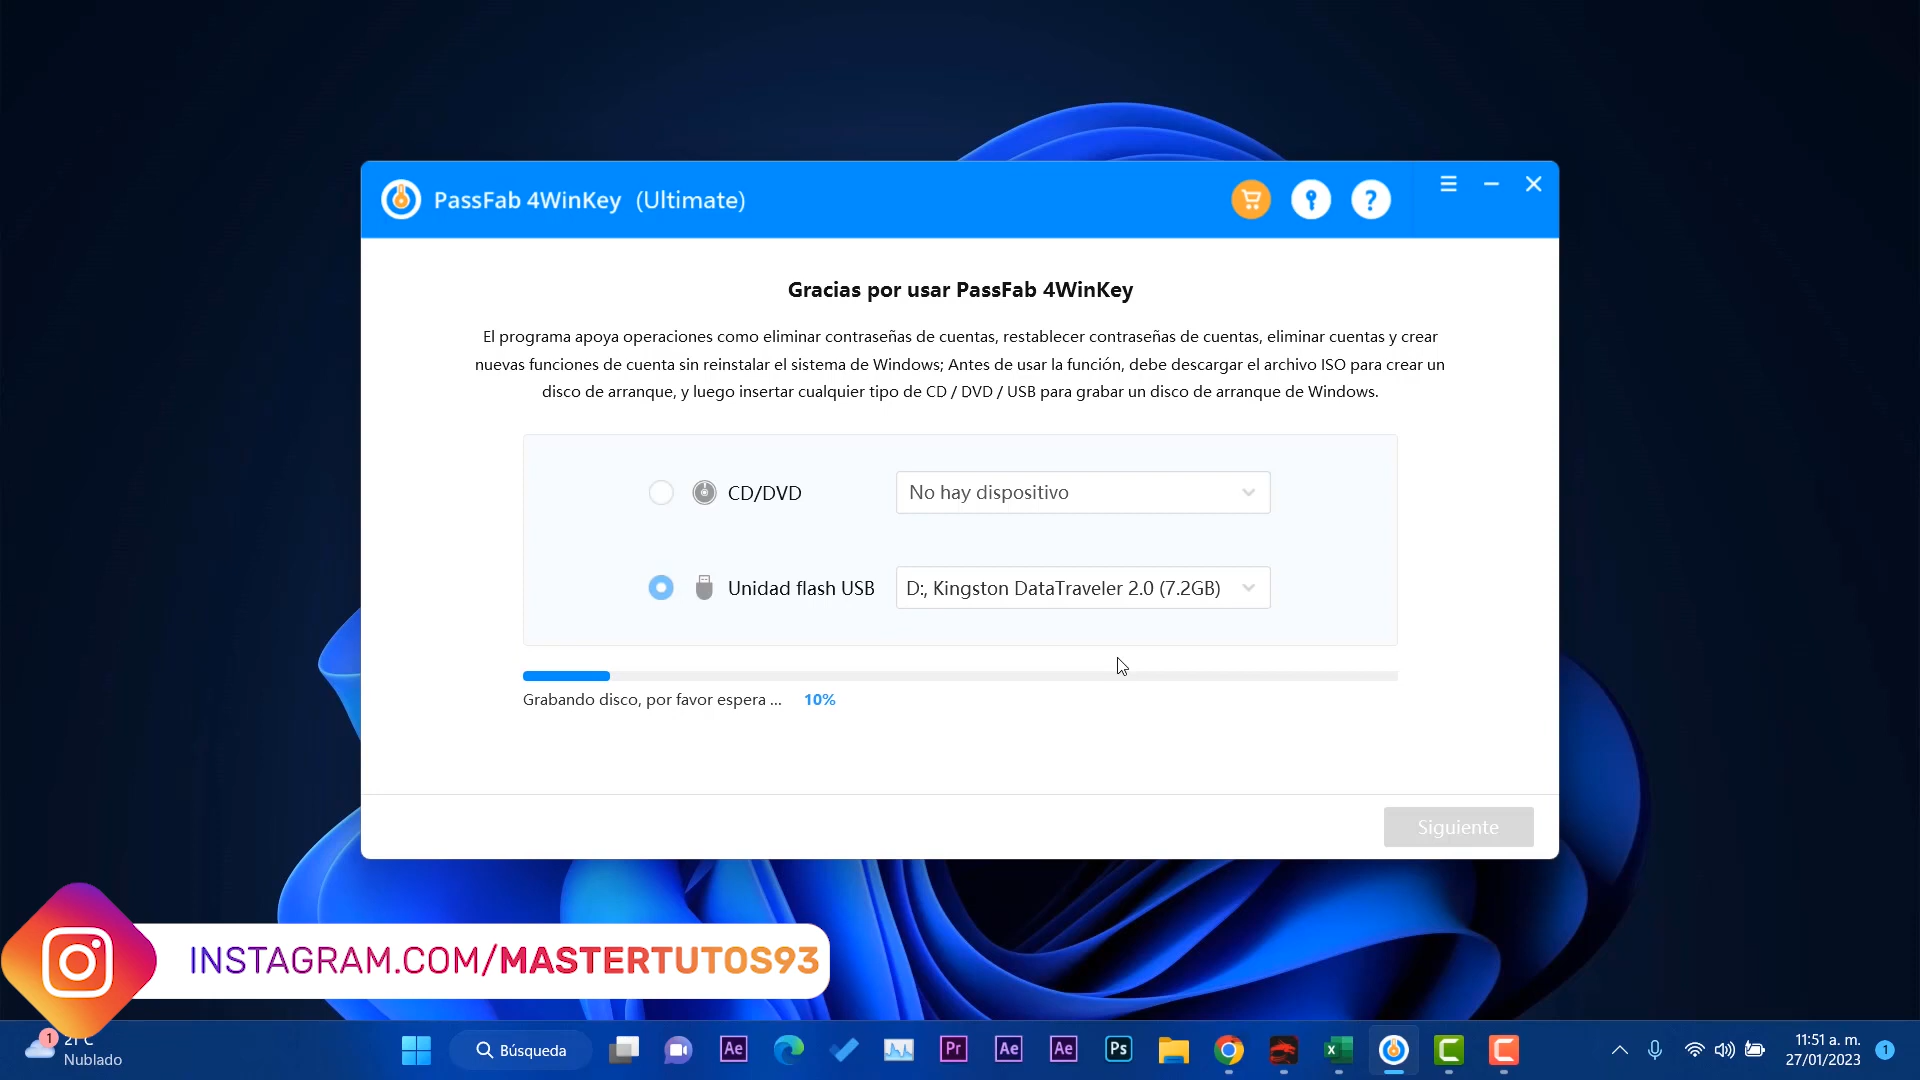 PassFab 4WinKey (Ultimate)
?
Gracias por usar PassFab 4WinKey
El programa apoya operaciones como eliminar contraseñas de cuentas, restablecer contraseñas de cuentas, eliminar cuentas y crear
nuevas funciones de cuenta sin reinstalar el sistema de Windows; Antes de usar la función, debe descargar el archivo ISO para crear un
disco de arranque, y luego insertar cualquier tipo de CD / DVD / USB para grabar un disco de arranque de Windows.
CD/DVD No hay dispositivo
Unidad flash USB D:, Kingston DataTraveler 2.0 (7.2GB)
Grabando disco, por favor espera ... 10%
Siguiente
INSTAGRAM.COM/MASTERTUTOS93
1 21°C
Nublado
Búsqueda
Ae Pr Ae Ae Ps
11:51 a. m.
27/01/2023
1